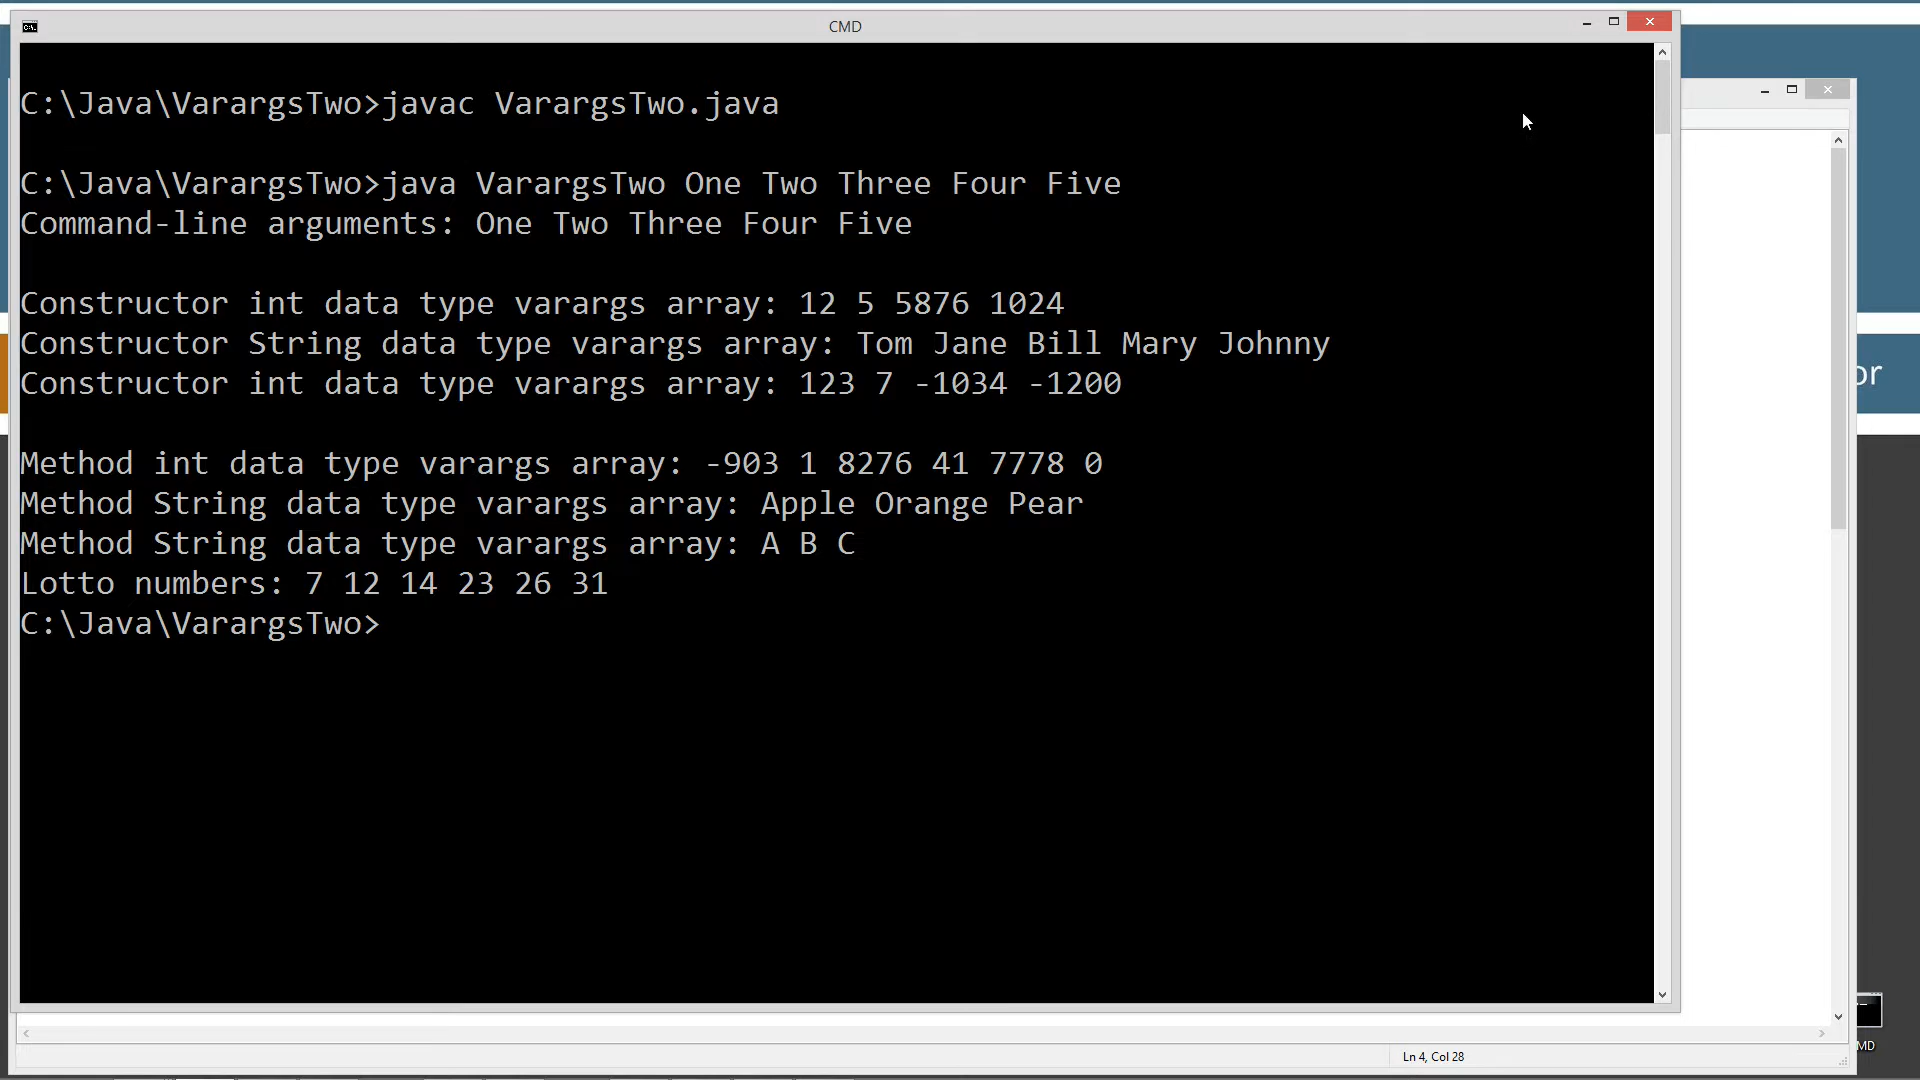 CMD
C:\Java\VarargsTwo>javac VarargsTwo.java
C:\Java\VarargsTwo>java VarargsTwo One Two Three Four Five
Command-line arguments: One Two Three Four Five
Constructor int data type varargs array: 12 5 5876 1024
Constructor String data type varargs array: Tom Jane Bill Mary Johnny
Constructor int data type varargs array: 123 7 -1034 -1200
Method int data type varargs array: -903 1 8276 41 7778 0
Method String data type varargs array: Apple Orange Pear
Method String data type varargs array: A B C
Lotto numbers: 7 12 14 23 26 31
C:\Java\VarargsTwo>
or
MD
Ln 4, Col 28